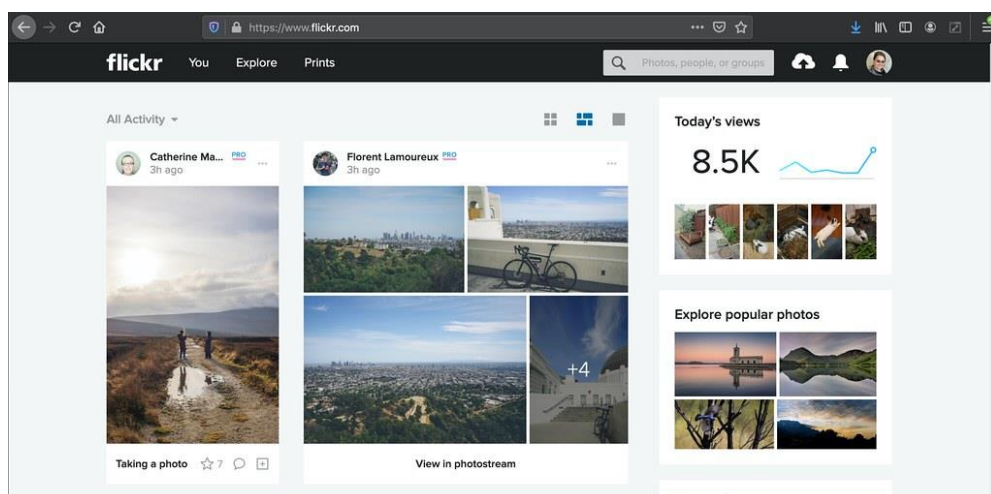 https://www.flickr.com
flickr
You
Explore
Prints
Photos, people, or groups
All Activity
Catherine Ma... PRO
3h ago
Florent Lamoureux PRO
3h ago
+4
Taking a photo
7
View in photostream
Today's views
8.5K
Explore popular photos